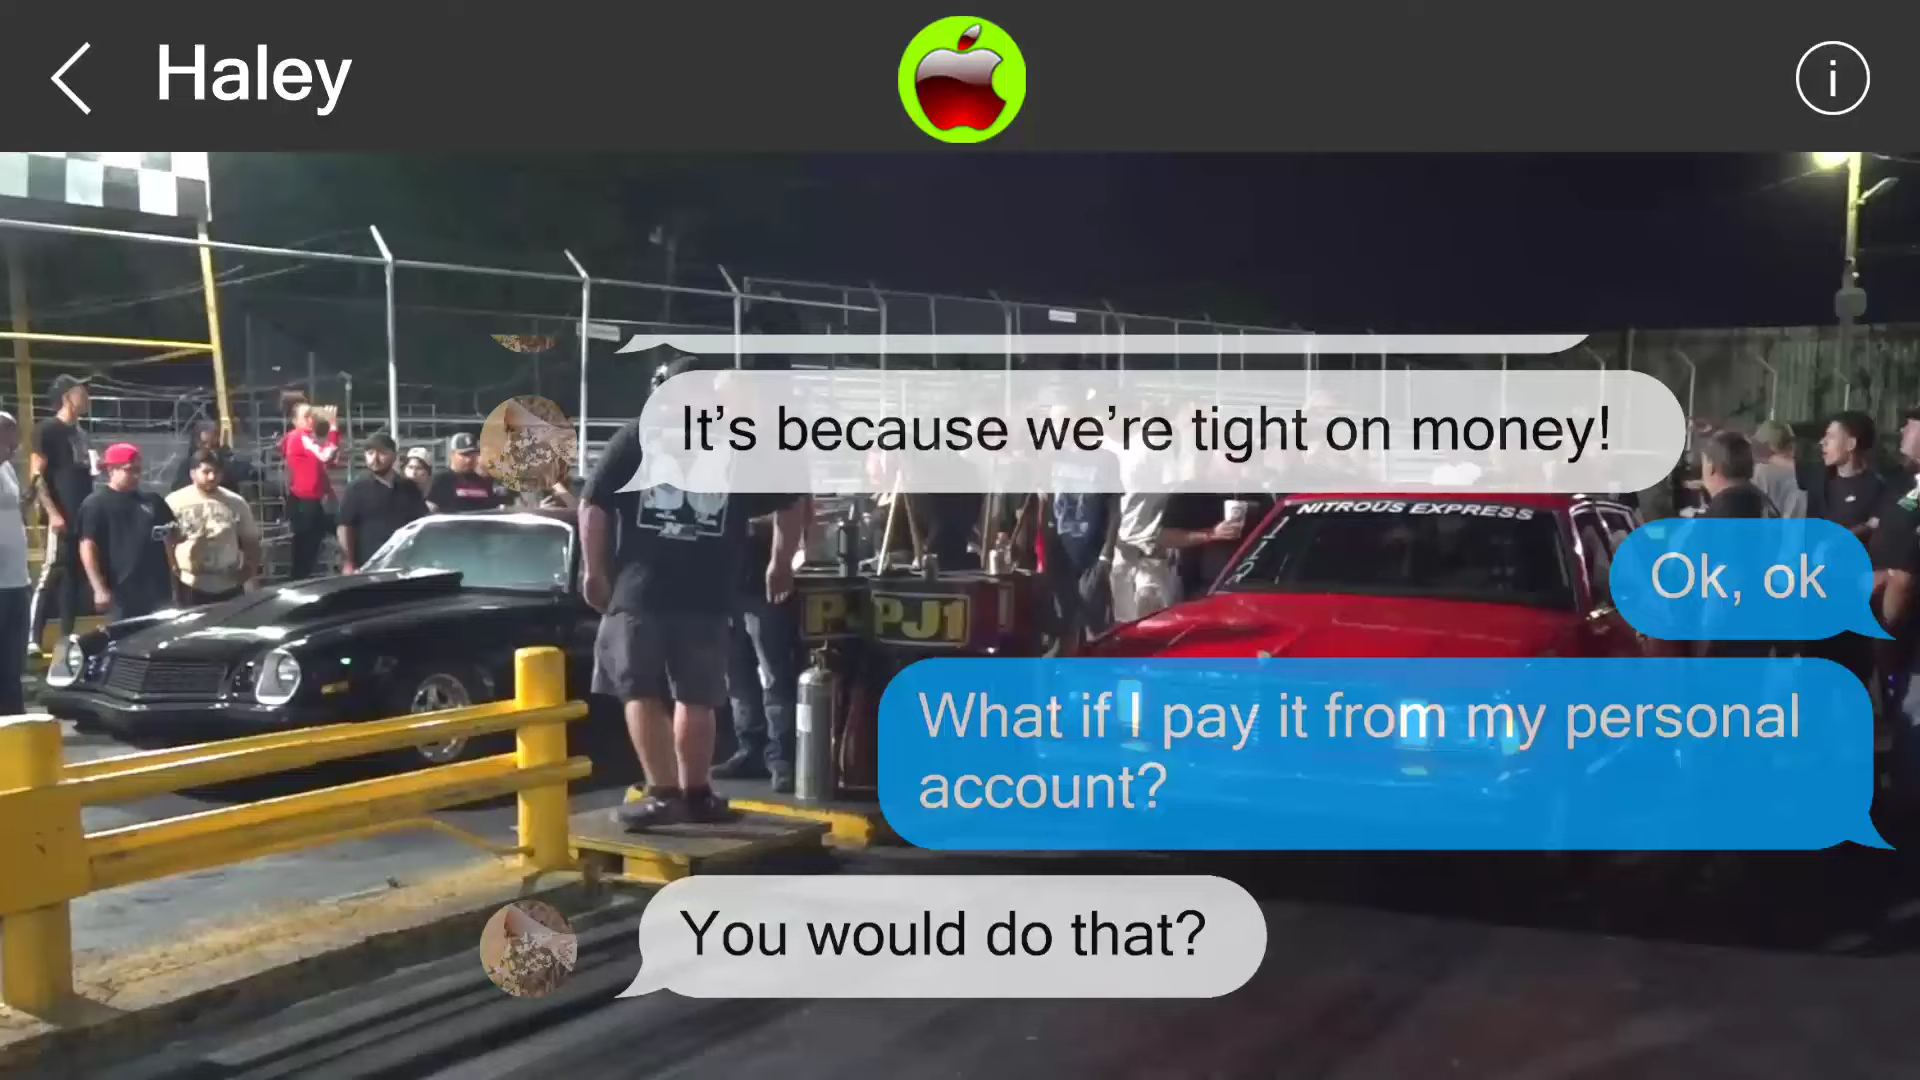 Haley
i
It’s because we’re tight on money!
NITROUS EXPRESS
Ok, ok
PJ1
What if I pay it from my personal
account?
You would do that?